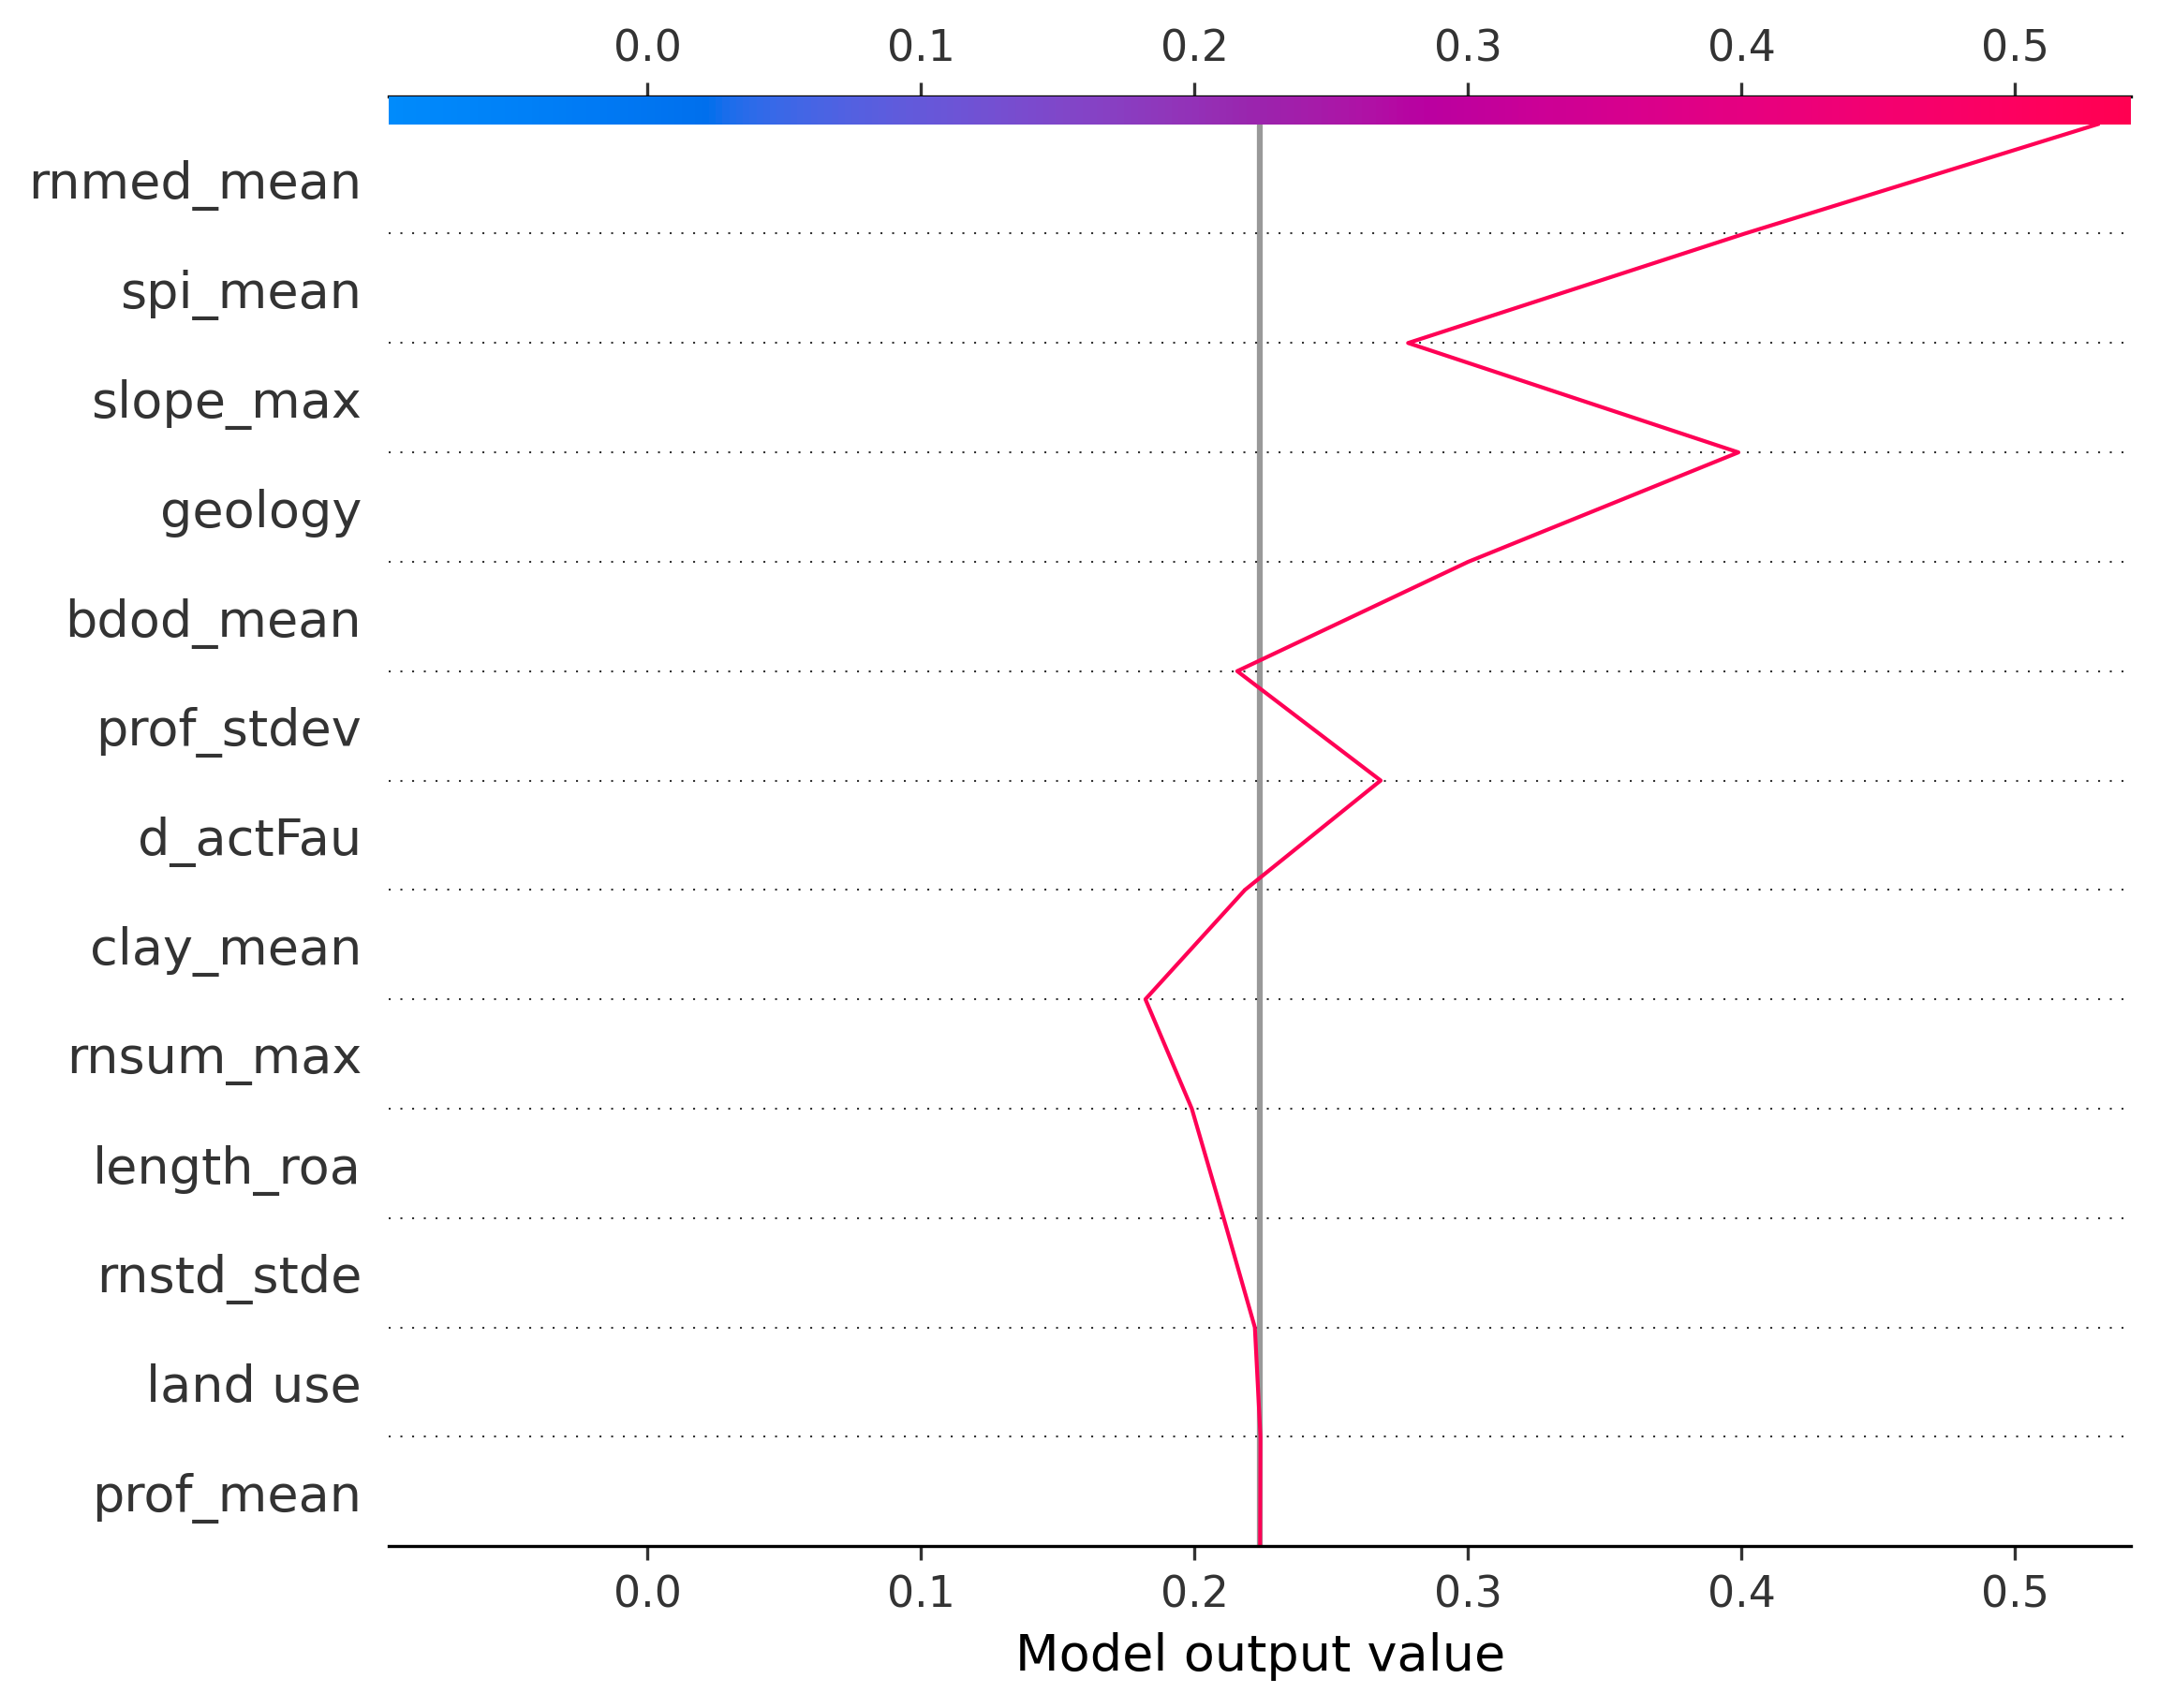 0.0 0.1 0.2 0.3 0.4 0.5
rnmed_mean
spi_mean
slope_max
geology
bdod_mean
prof_stdev
d_actFau
clay_mean
rnsum_max
length_roa
rnstd_stde
land use
prof_mean
0.0 0.1 0.2 0.3 0.4 0.5
Model output value